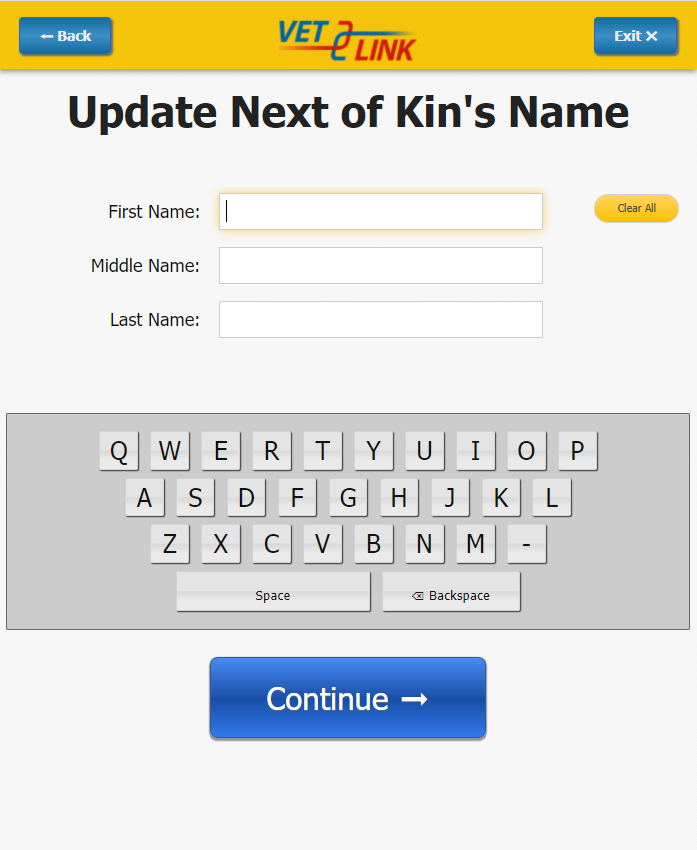 ← Back
VET LINK
Exit ✕
Update Next of Kin's Name
First Name:
Clear All
Middle Name:
Last Name:
Q W E R T Y U I O P
A S D F G H J K L
Z X C V B N M -
Space ⌫ Backspace
Continue →